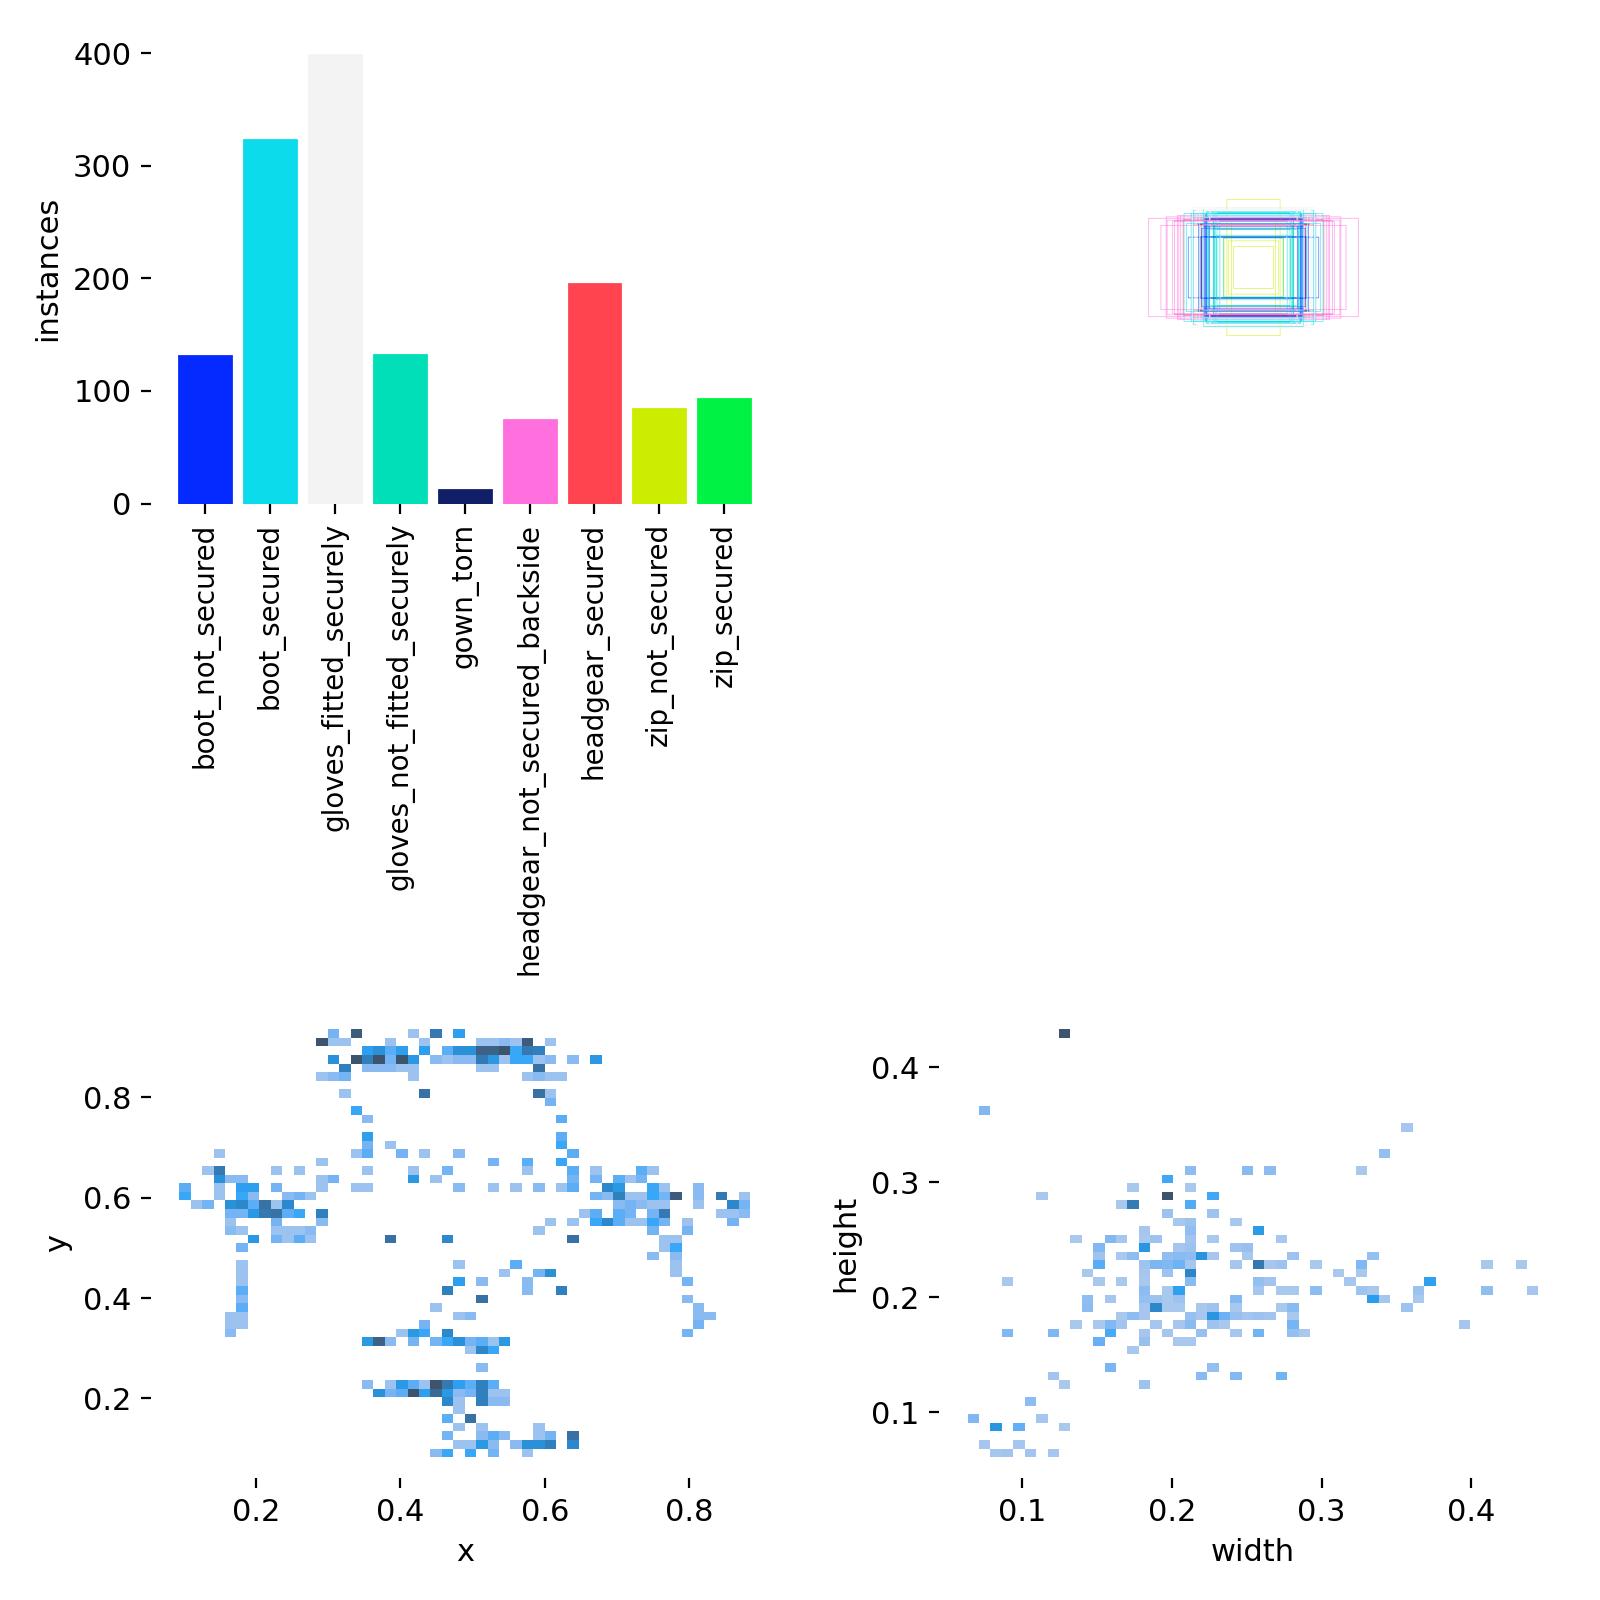 400
300
200
100
0
instances
boot_not_secured
boot_secured
gloves_fitted_securely
gloves_not_fitted_securely
gown_torn
headgear_not_secured_backside
headgear_secured
zip_not_secured
zip_secured
0.8
0.6
0.4
0.2
y
0.2 0.4 0.6 0.8
x
0.4
0.3
0.2
0.1
height
0.1 0.2 0.3 0.4
width